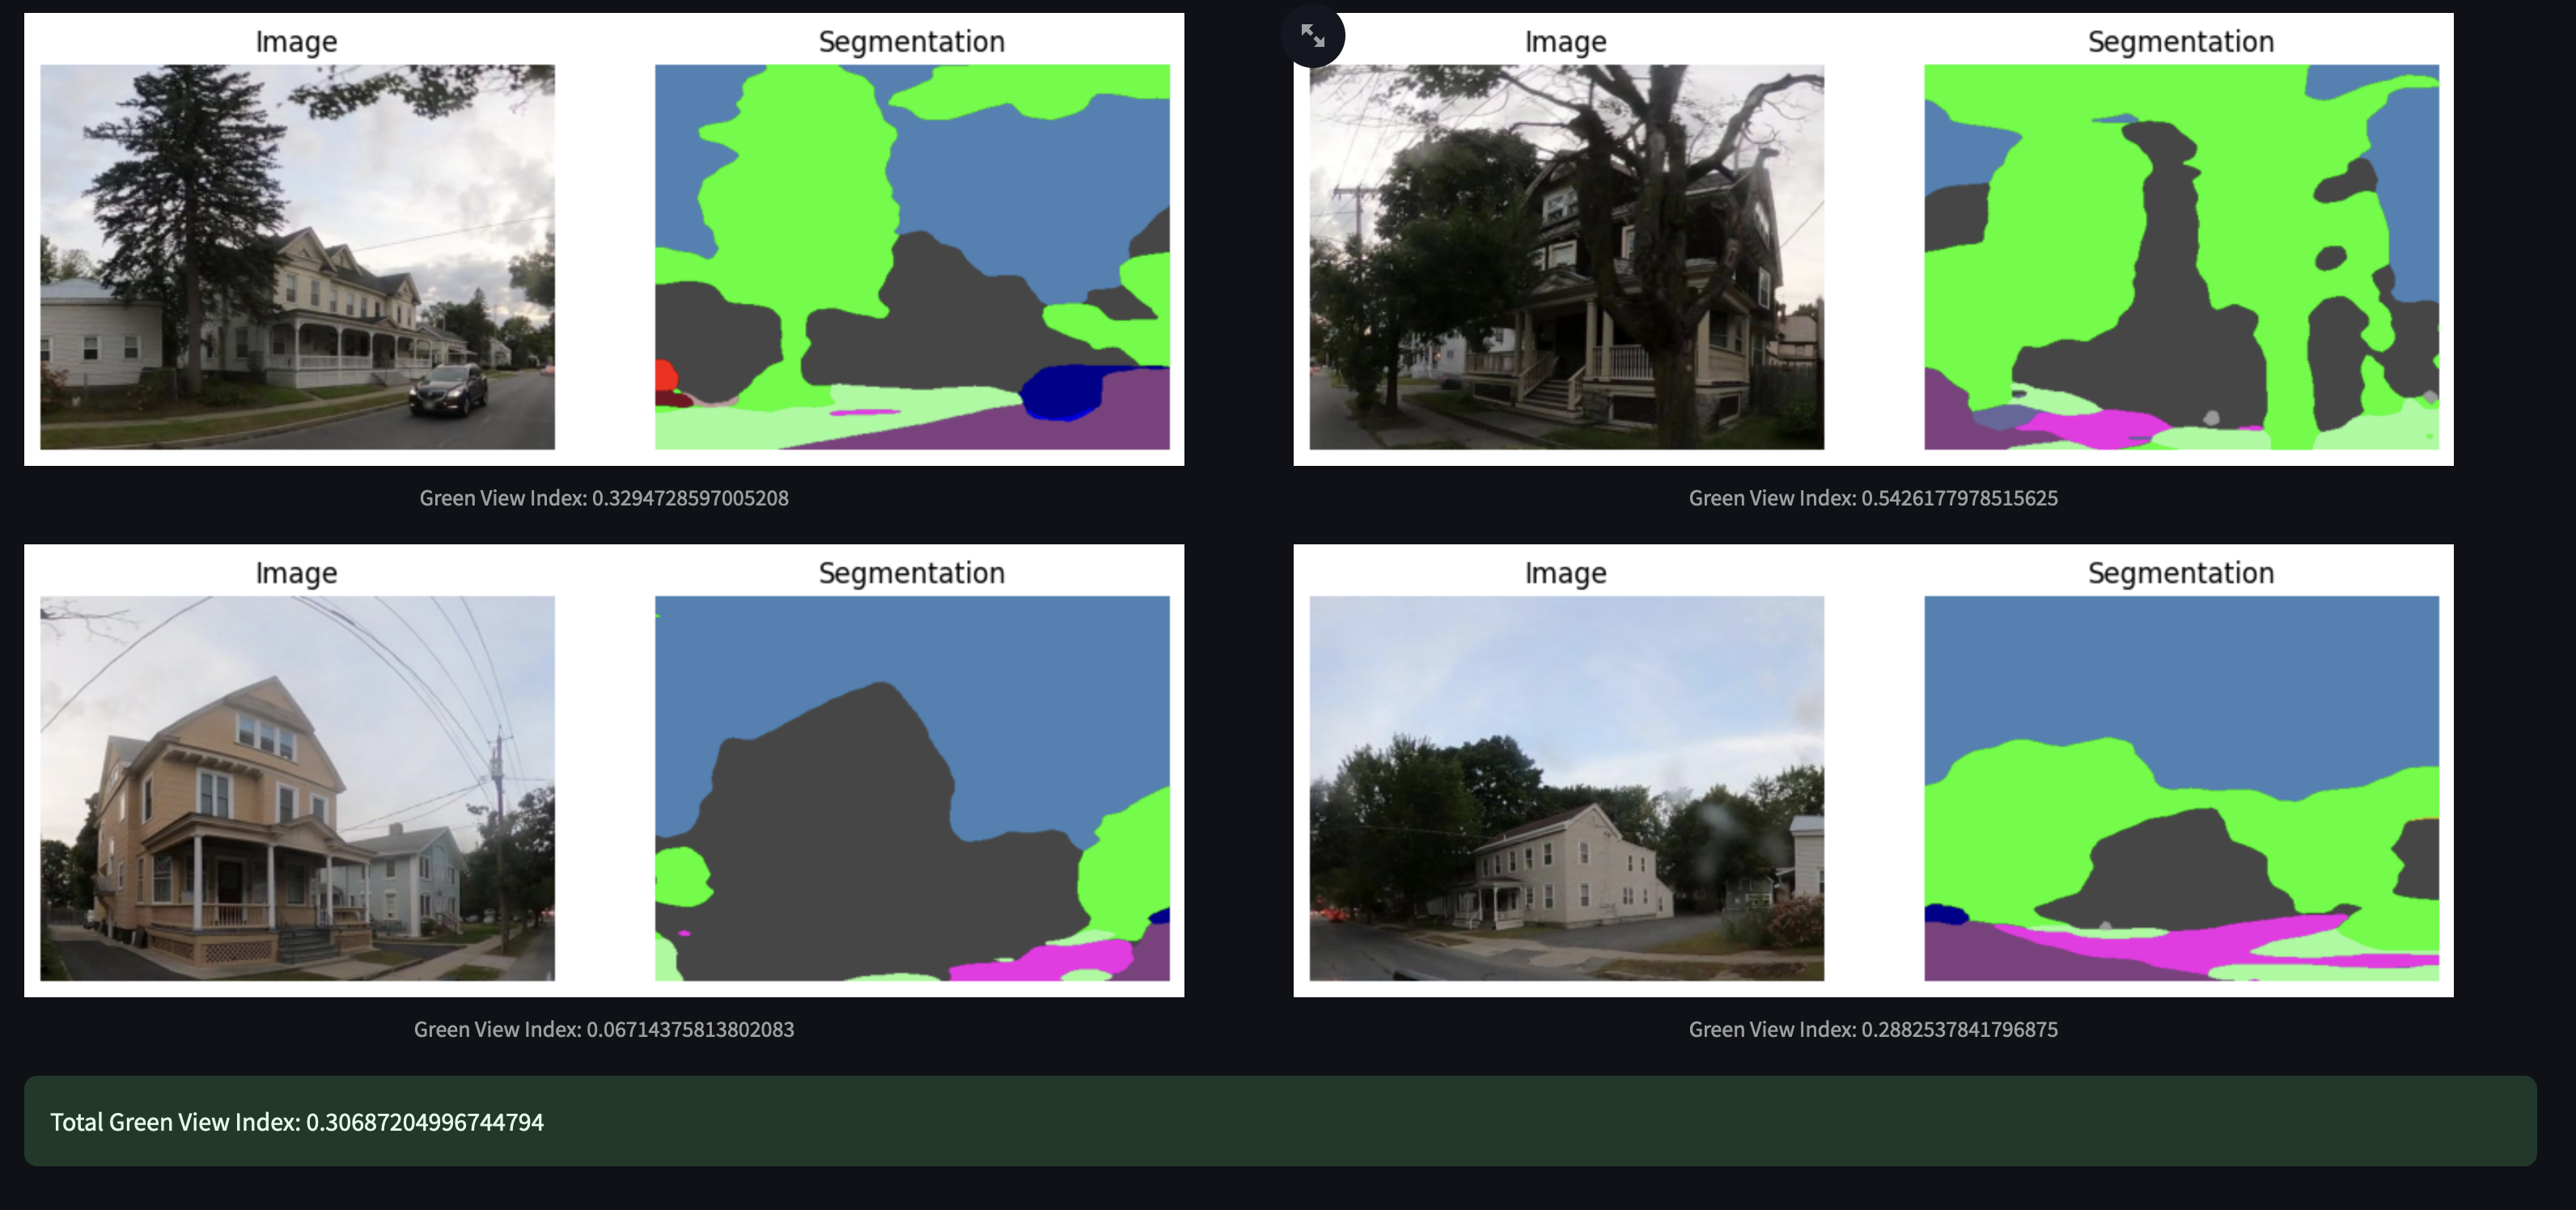 Image Segmentation
Image Segmentation
Green View Index: 0.3294728597005208
Green View Index: 0.5426177978515625
Image Segmentation
Image Segmentation
Green View Index: 0.06714375813802083
Green View Index: 0.2882537841796875
Total Green View Index: 0.30687204996744794